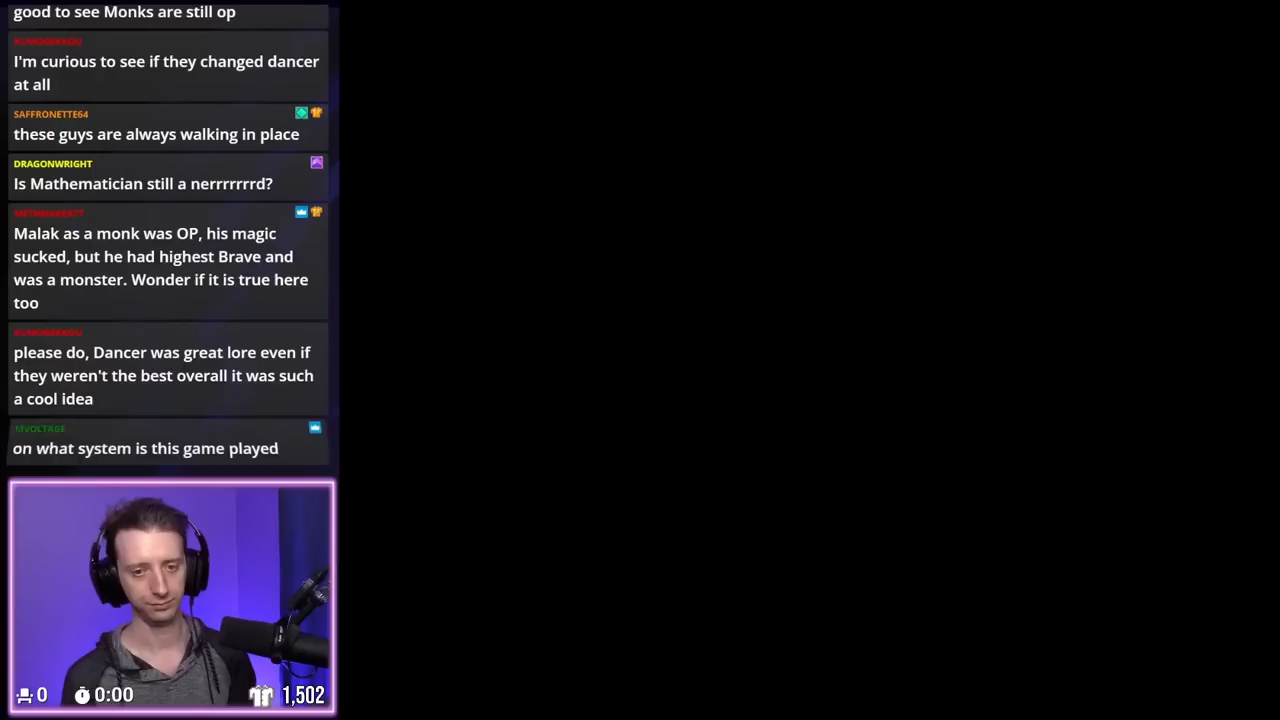 good to see Monks are still op
KUMOGEKKOU
I'm curious to see if they changed dancer
at all
SAFFRONETTE64
these guys are always walking in place
DRAGONWRIGHT
Is Mathematician still a nerrrrrrrd?
METHMAKER77
Malak as a monk was OP, his magic
sucked, but he had highest Brave and
was a monster. Wonder if it is true here
too
KUMOGEKKOU
please do, Dancer was great lore even if
they weren't the best overall it was such
a cool idea
MVOLTAGE
on what system is this game played
0 0:00 1,502